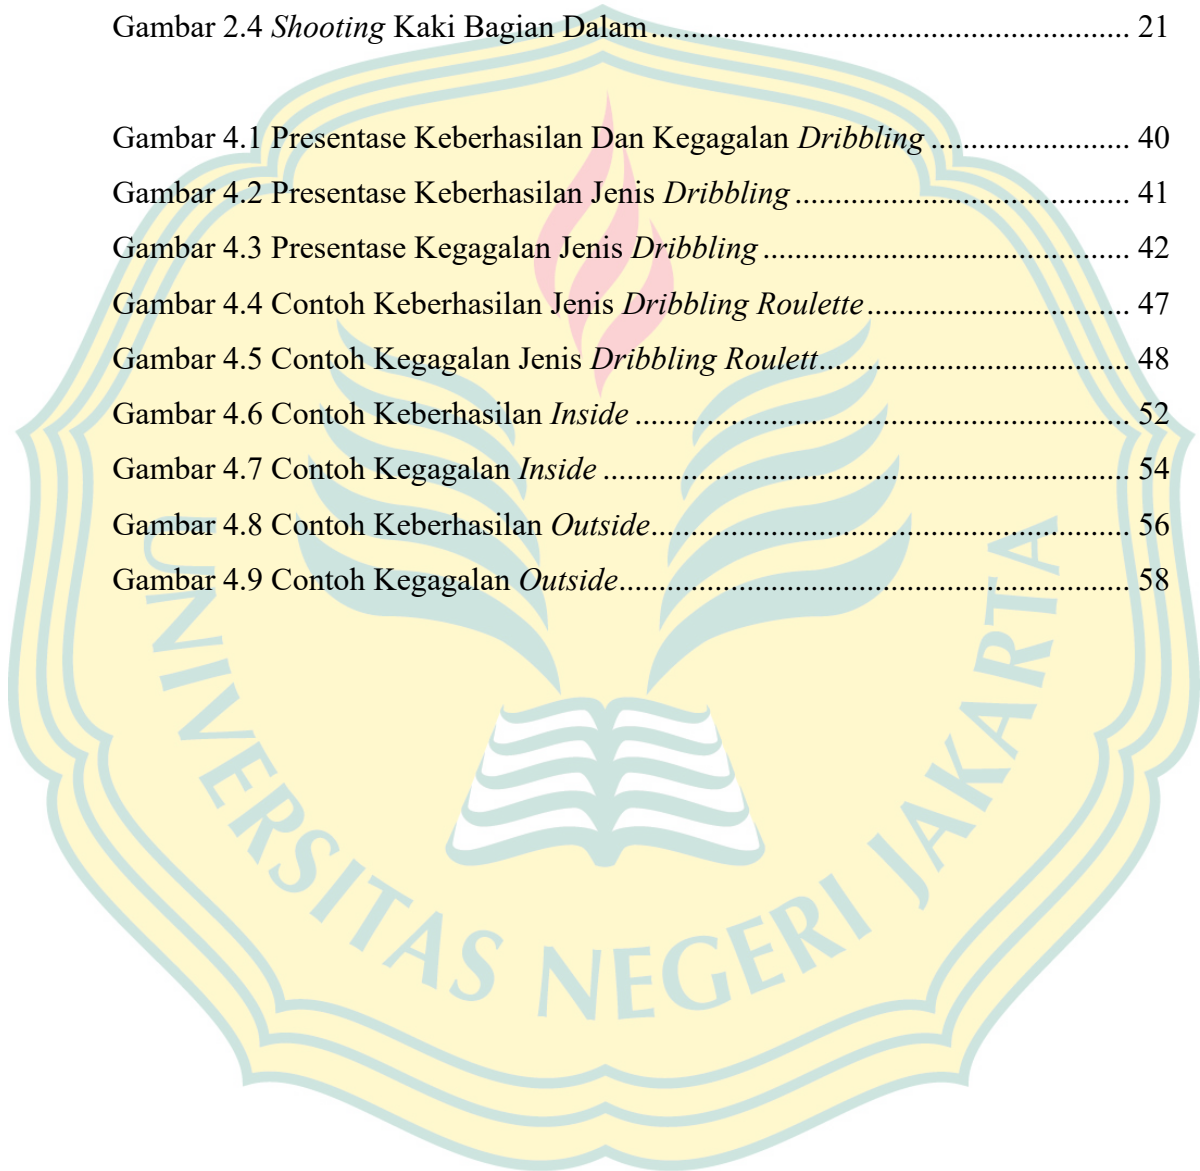 Gambar 2.4 Shooting Kaki Bagian Dalam............................................................ 21
Gambar 4.1 Presentase Keberhasilan Dan Kegagalan Dribbling ......................... 40
Gambar 4.2 Presentase Keberhasilan Jenis Dribbling .......................................... 41
Gambar 4.3 Presentase Kegagalan Jenis Dribbling .............................................. 42
Gambar 4.4 Contoh Keberhasilan Jenis Dribbling Roulette ................................. 47
Gambar 4.5 Contoh Kegagalan Jenis Dribbling Roulett....................................... 48
Gambar 4.6 Contoh Keberhasilan Inside .............................................................. 52
Gambar 4.7 Contoh Kegagalan Inside .................................................................. 54
Gambar 4.8 Contoh Keberhasilan Outside............................................................ 56
Gambar 4.9 Contoh Kegagalan Outside................................................................ 58
UNIVERSITAS NEGERI JAKARTA